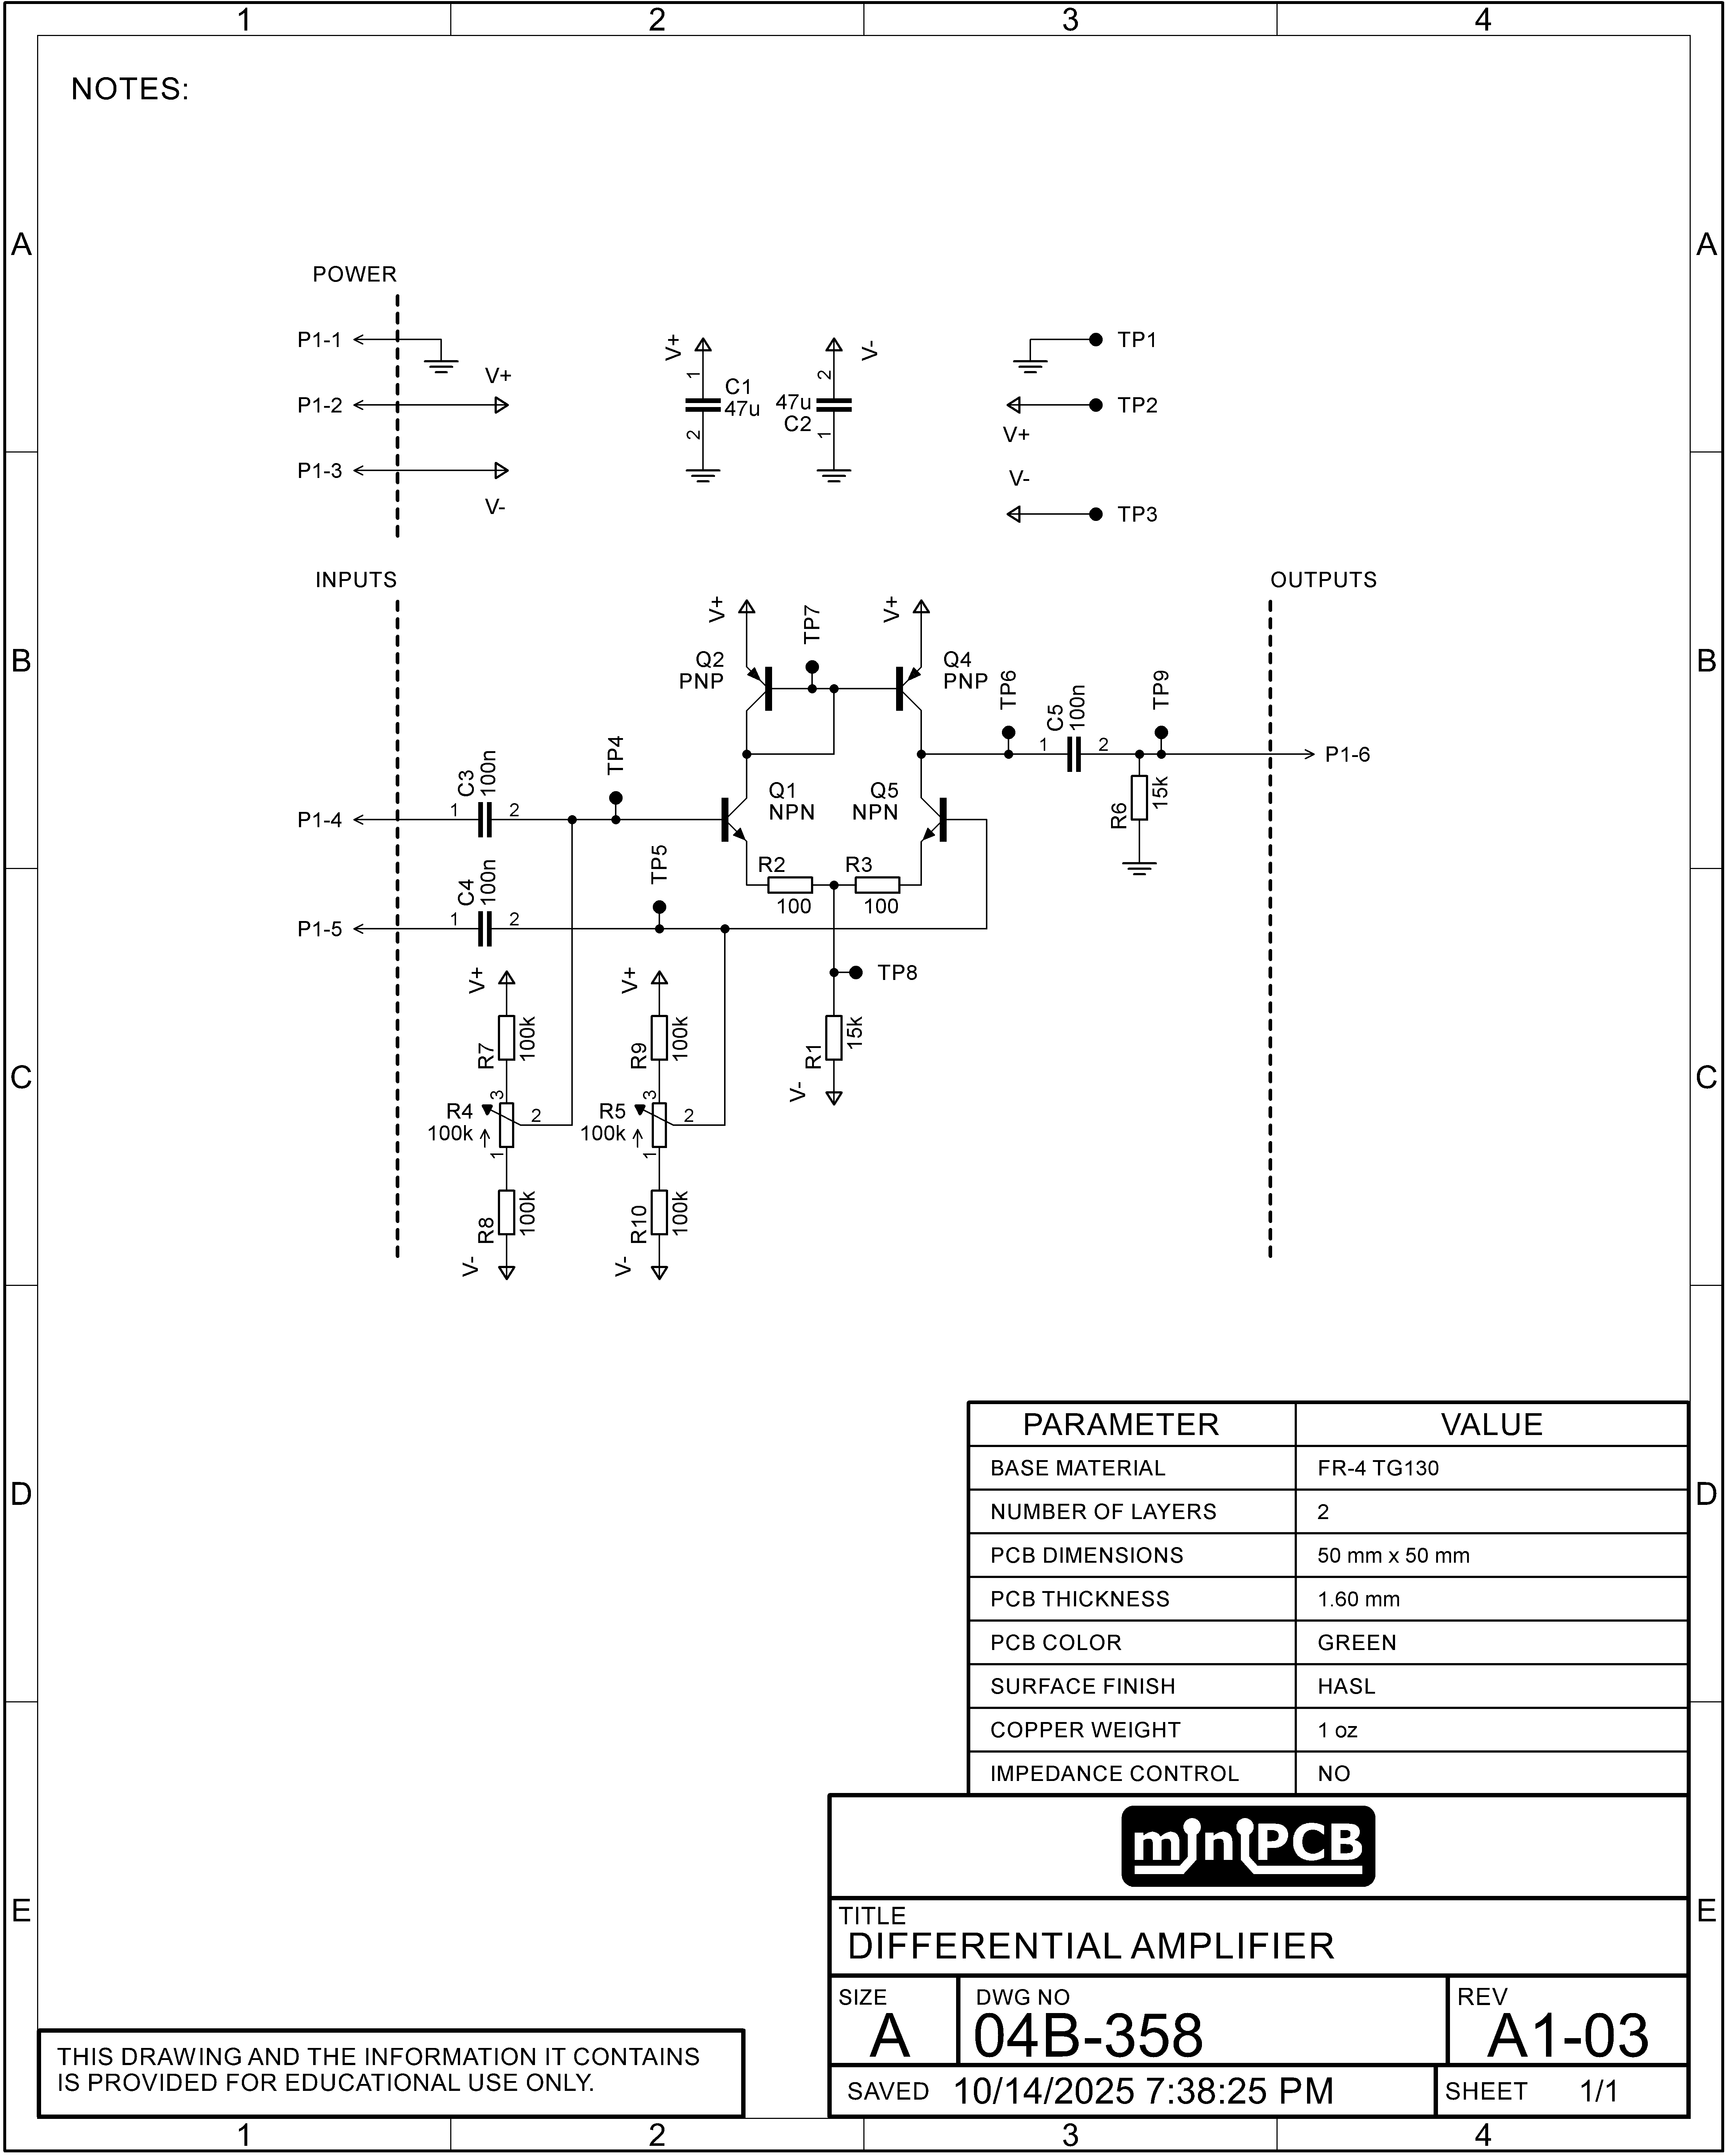 1 2 3 4
NOTES:
A A
POWER
P1-1
V+
P1-2
P1-3
V-
V+
1
C1
47u
2
V-
2
47u
C2
1
TP1
TP2
V+
V-
TP3
INPUTS
OUTPUTS
B B
V+
TP7
V+
Q2
PNP
Q4
PNP
TP6
C5
100n
1 2
TP9
P1-6
R6
15k
TP4
C3
100n
P1-4
1 2
Q1
NPN
Q5
NPN
R2
100
R3
100
TP5
C4
100n
P1-5
1 2
TP8
C C
V+
R7
100k
V+
R9
100k
R1
15k
V-
3
R4
100k
2
1
3
R5
100k
2
1
R8
100k
V-
R10
100k
V-
D D
PARAMETER VALUE
BASE MATERIAL FR-4 TG130
NUMBER OF LAYERS 2
PCB DIMENSIONS 50 mm x 50 mm
PCB THICKNESS 1.60 mm
PCB COLOR GREEN
SURFACE FINISH HASL
COPPER WEIGHT 1 oz
IMPEDANCE CONTROL NO
miniPCB
E E
TITLE
DIFFERENTIAL AMPLIFIER
SIZE
A
DWG NO
04B-358
REV
A1-03
SAVED 10/14/2025 7:38:25 PM
SHEET 1/1
THIS DRAWING AND THE INFORMATION IT CONTAINS
IS PROVIDED FOR EDUCATIONAL USE ONLY.
1 2 3 4